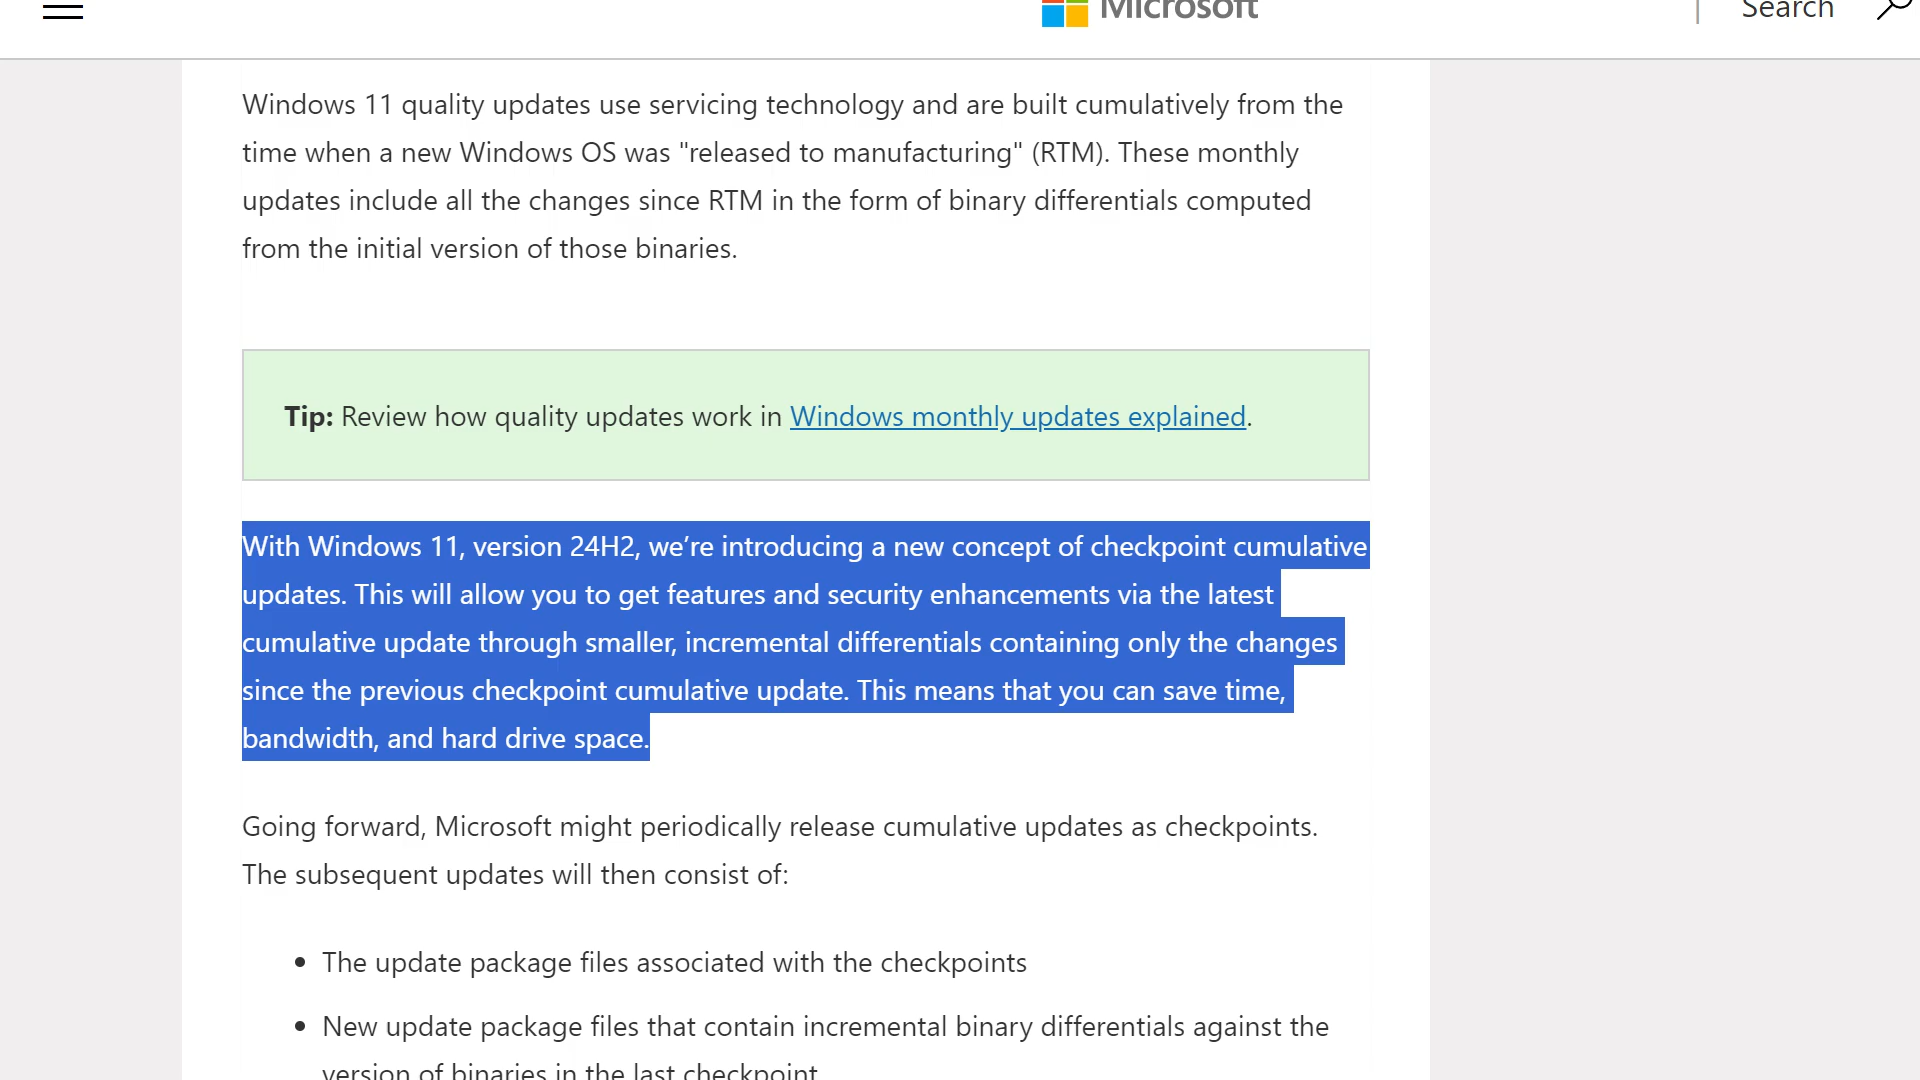 Microsoft
Search
Windows 11 quality updates use servicing technology and are built cumulatively from the
time when a new Windows OS was "released to manufacturing" (RTM). These monthly
updates include all the changes since RTM in the form of binary differentials computed
from the initial version of those binaries.
Tip: Review how quality updates work in Windows monthly updates explained.
With Windows 11, version 24H2, we’re introducing a new concept of checkpoint cumulative
updates. This will allow you to get features and security enhancements via the latest
cumulative update through smaller, incremental differentials containing only the changes
since the previous checkpoint cumulative update. This means that you can save time,
bandwidth, and hard drive space.
Going forward, Microsoft might periodically release cumulative updates as checkpoints.
The subsequent updates will then consist of:
• The update package files associated with the checkpoints
• New update package files that contain incremental binary differentials against the
version of binaries in the last checkpoint